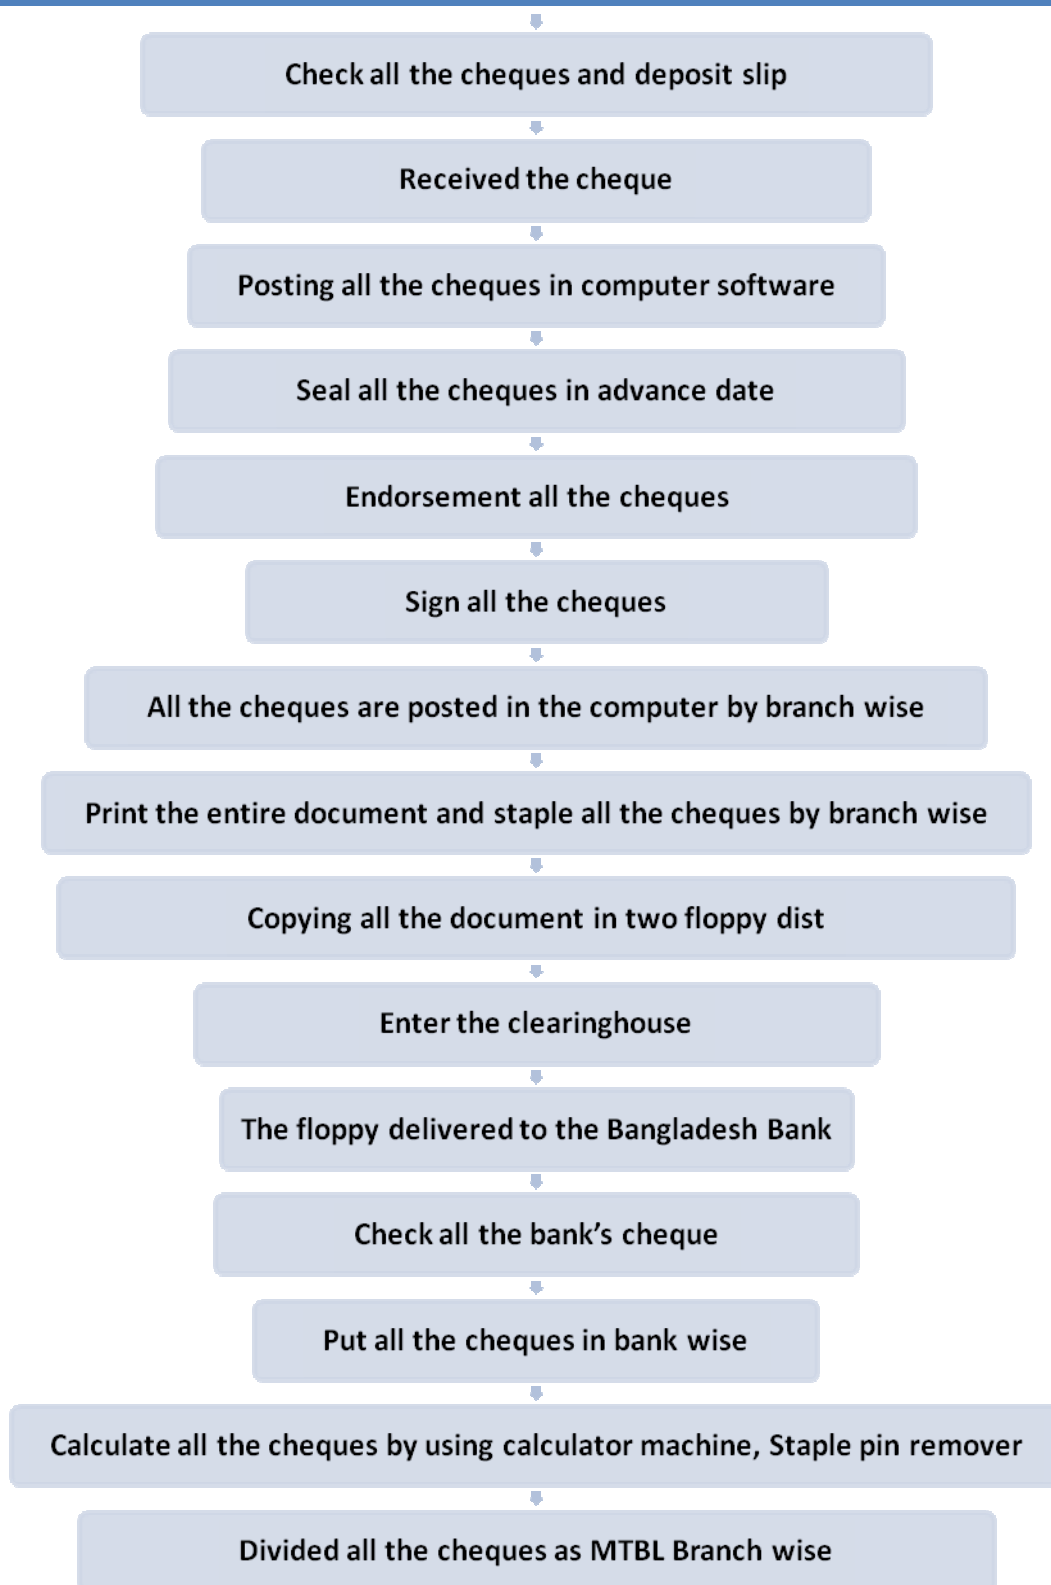 Check all the cheques and deposit slip
Received the cheque
Posting all the cheques in computer software
Seal all the cheques in advance date
Endorsement all the cheques
Sign all the cheques
All the cheques are posted in the computer by branch wise
Print the entire document and staple all the cheques by branch wise
Copying all the document in two floppy dist
Enter the clearinghouse
The floppy delivered to the Bangladesh Bank
Check all the bank’s cheque
Put all the cheques in bank wise
Calculate all the cheques by using calculator machine, Staple pin remover
Divided all the cheques as MTBL Branch wise